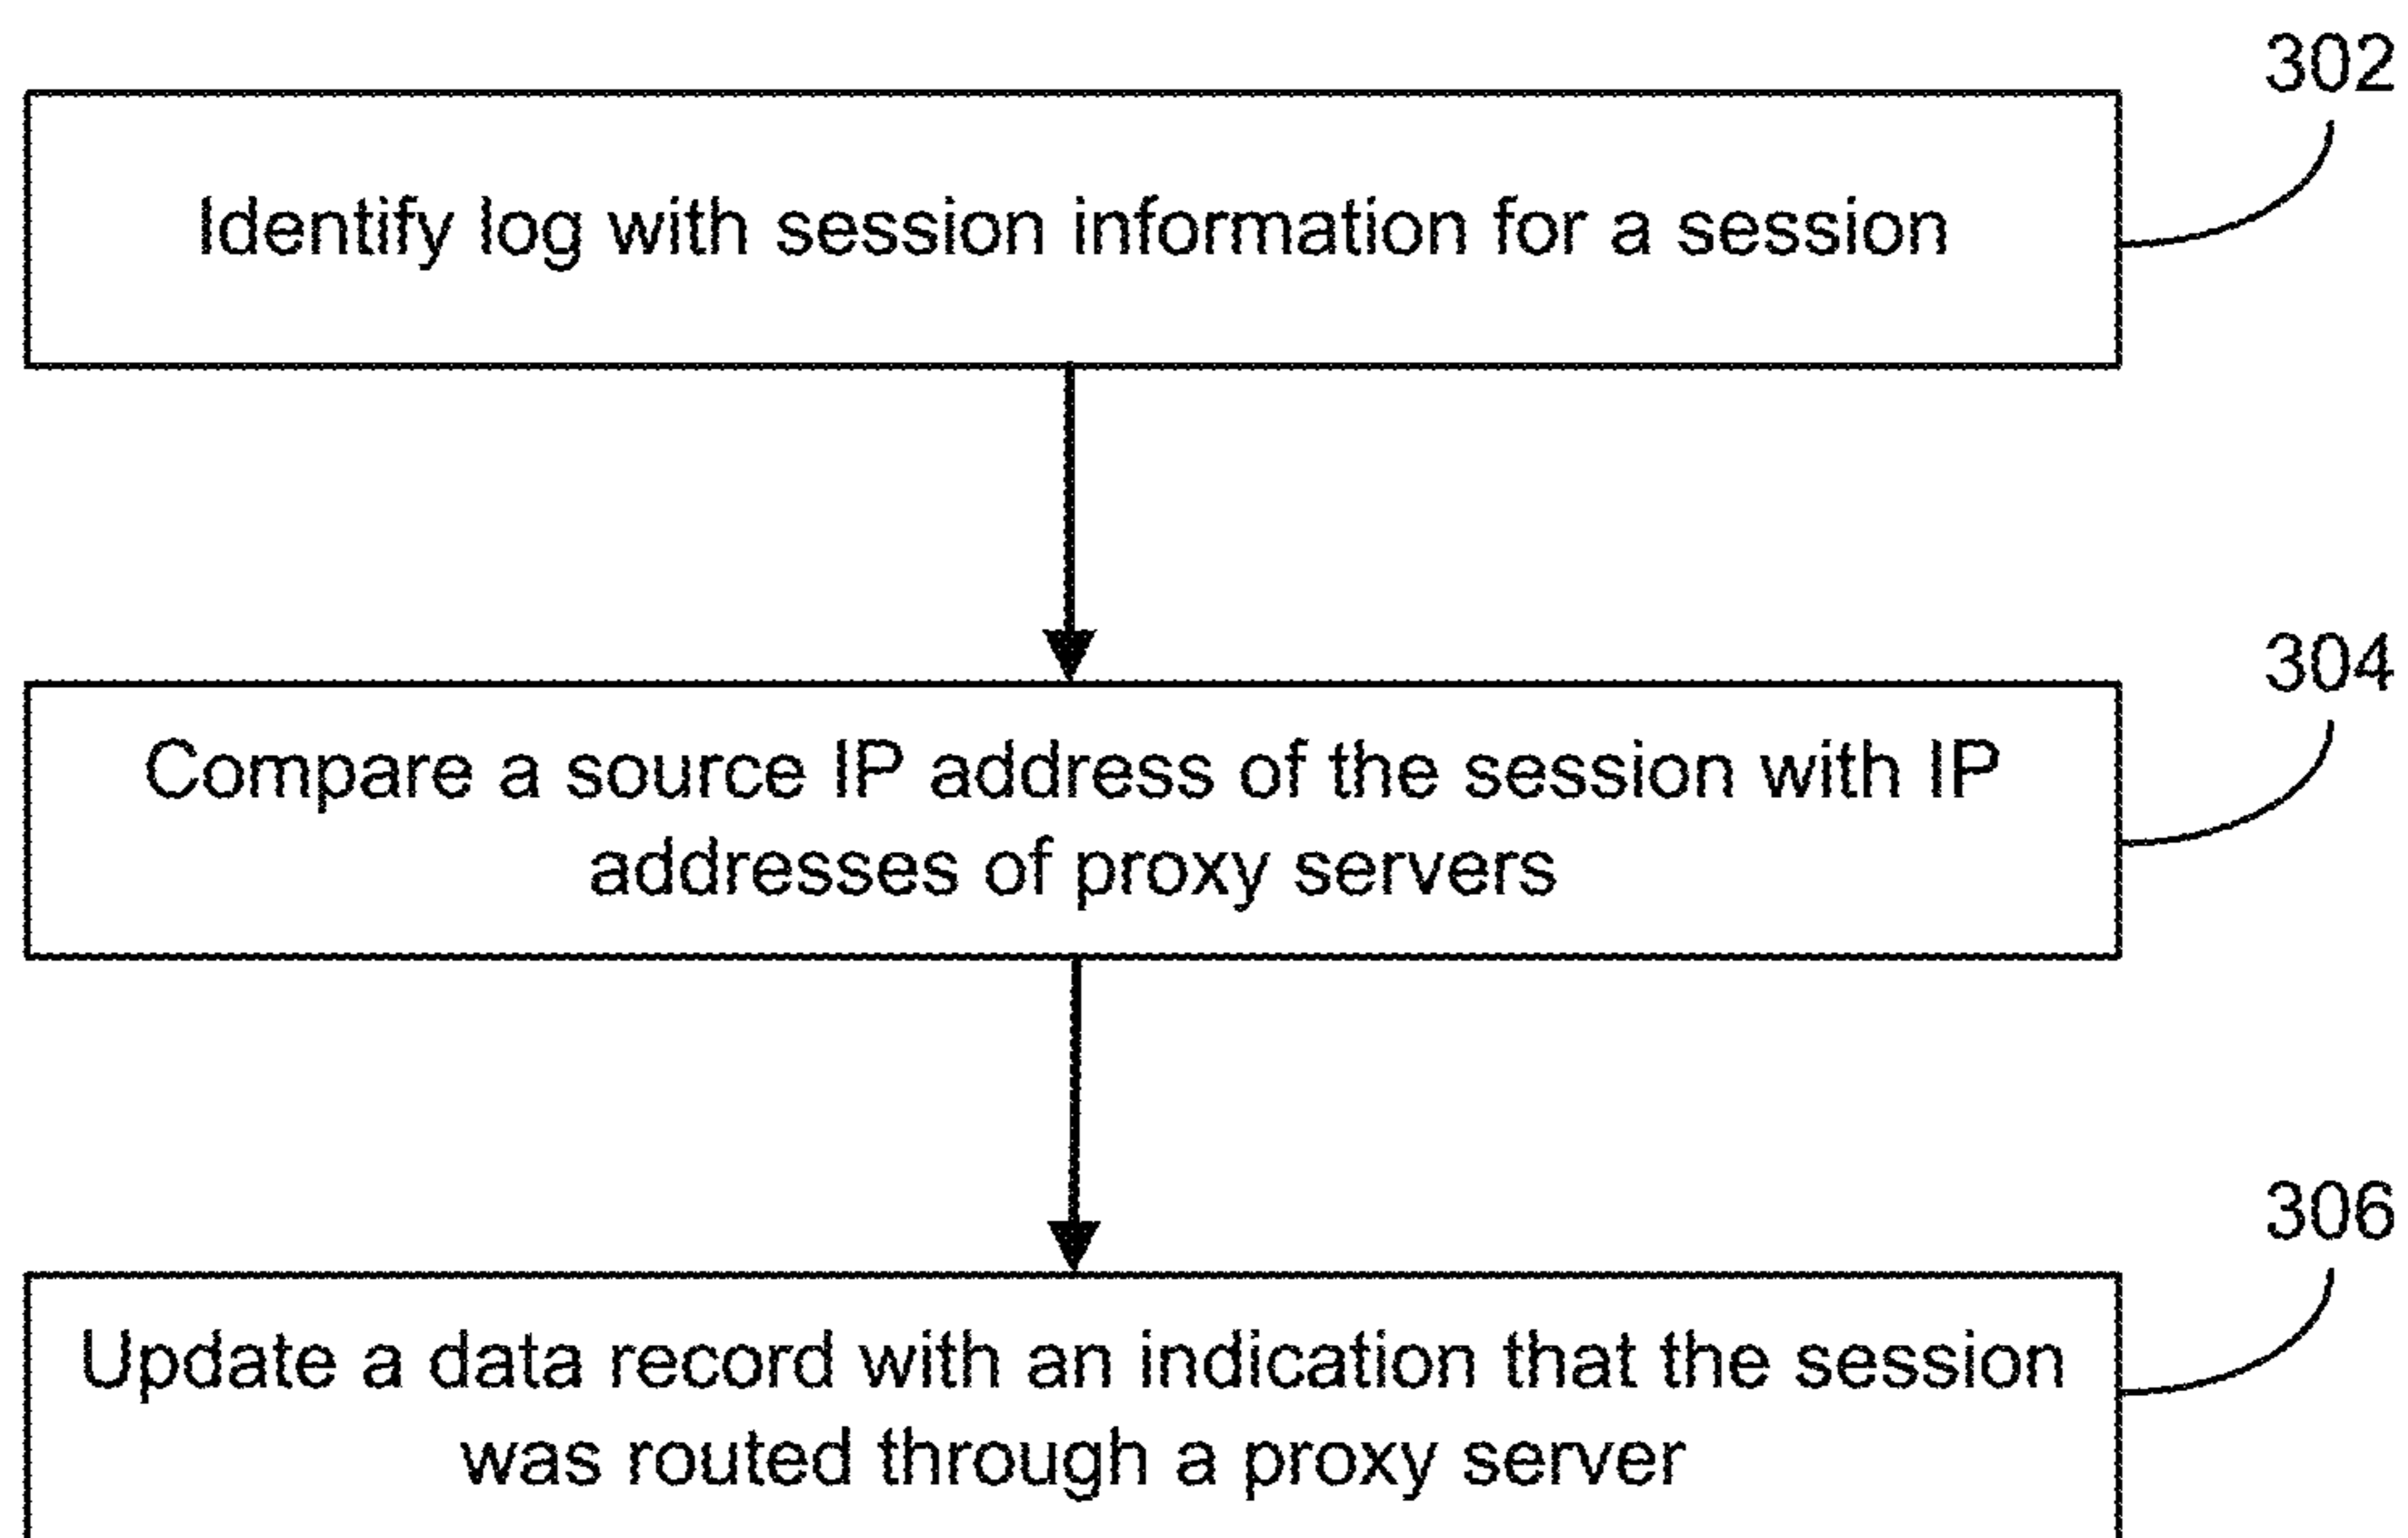 302
Identify log with session information for a session
304
Compare a source IP address of the session with IP
addresses of proxy servers
306
Update a data record with an indication that the session
was routed through a proxy server